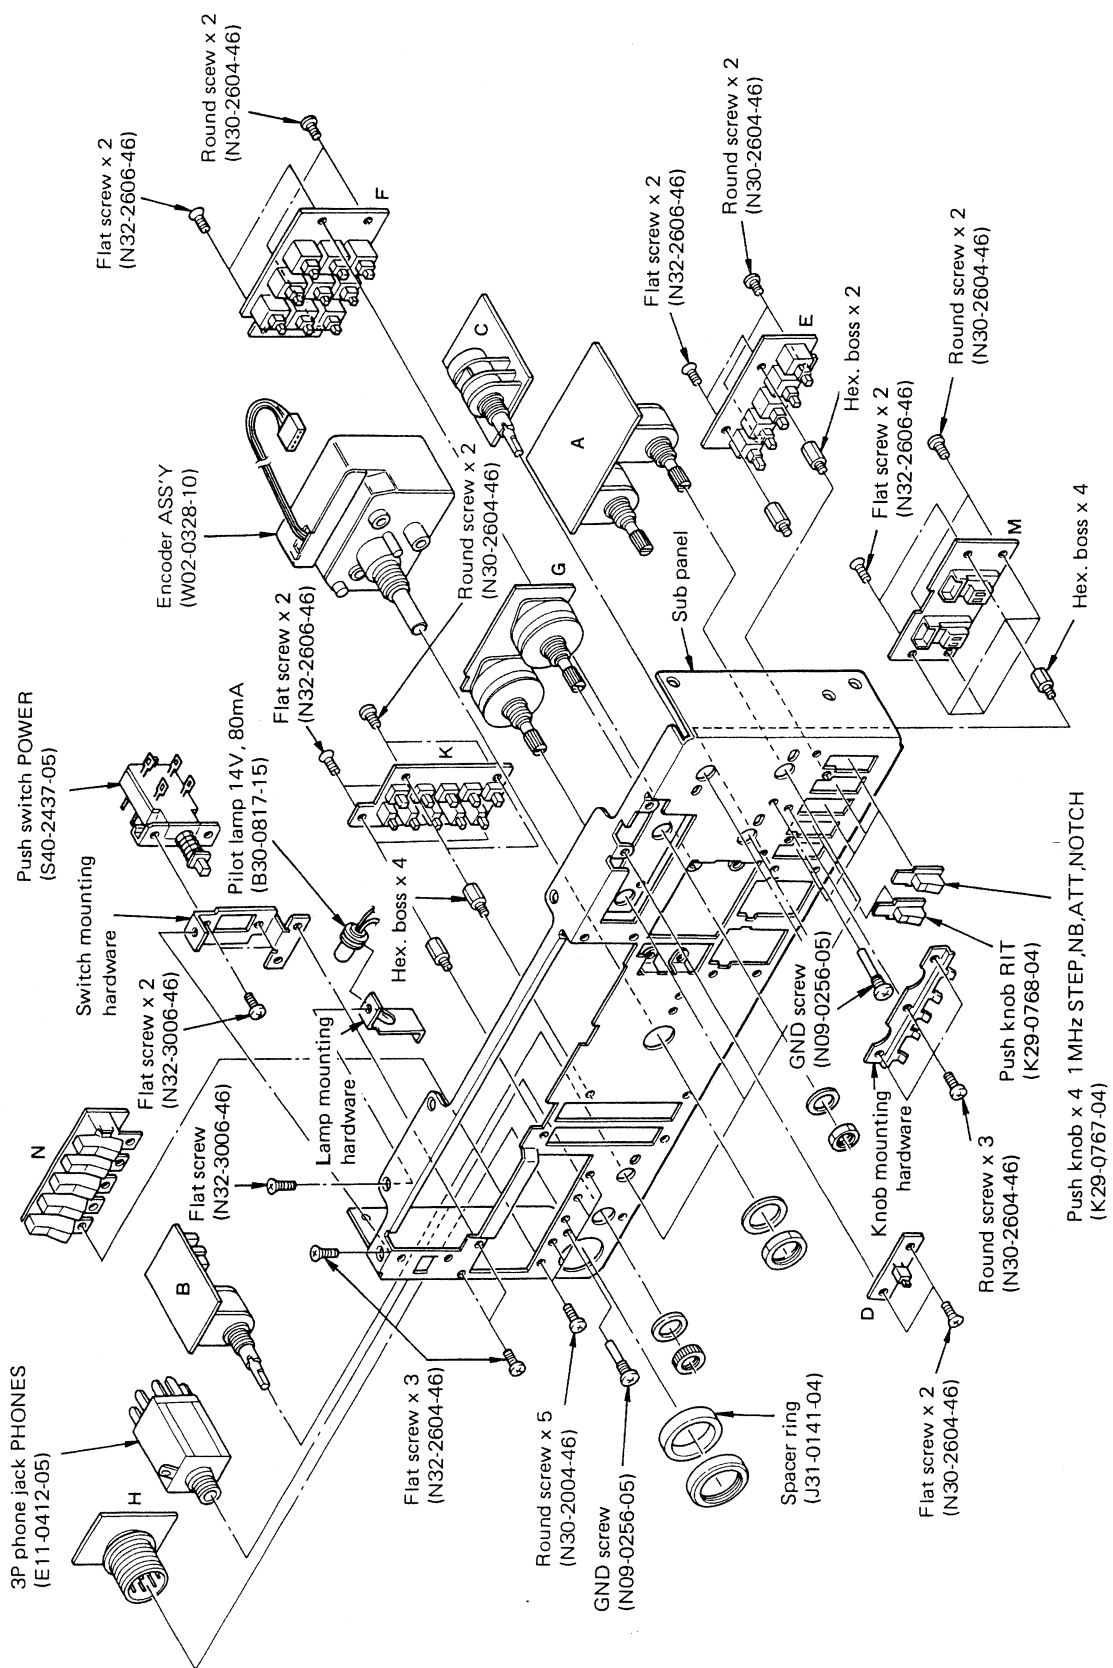 3P phone jack PHONES
(E11-0412-05)
H
B
N
Push switch POWER
(S40-2437-05)
Switch mounting
hardware
Flat screw x 2
(N32-3006-46)
Flat screw
(N32-3006-46)
Pilot lamp 14V, 80mA
(B30-0817-15)
Lamp mounting
hardware
Hex. boss x 4
Encoder ASS'Y
(W02-0328-10)
Flat screw x 2
(N32-2606-46)
Round screw x 2
(N30-2604-46)
K
G
Flat screw x 2
(N32-2606-46)
Round scew x 2
(N30-2604-46)
F
C
A
Flat screw x 2
(N32-2606-46)
Round screw x 2
(N30-2604-46)
E
Hex. boss x 2
Sub panel
Flat screw x 2
(N32-2606-46)
Round screw x 2
(N30-2604-46)
M
Hex. boss x 4
Flat screw x 3
(N32-2604-46)
Round screw x 5
(N30-2004-46)
GND screw
(N09-0256-05)
Spacer ring
(J31-0141-04)
D
Flat screw x 2
(N30-2604-46)
GND screw
(N09-0256-05)
Knob mounting
hardware
Round screw x 3
(N30-2604-46)
Push knob RIT
(K29-0768-04)
Push knob x 4 1MHz STEP,NB,ATT,NOTCH
(K29-0767-04)